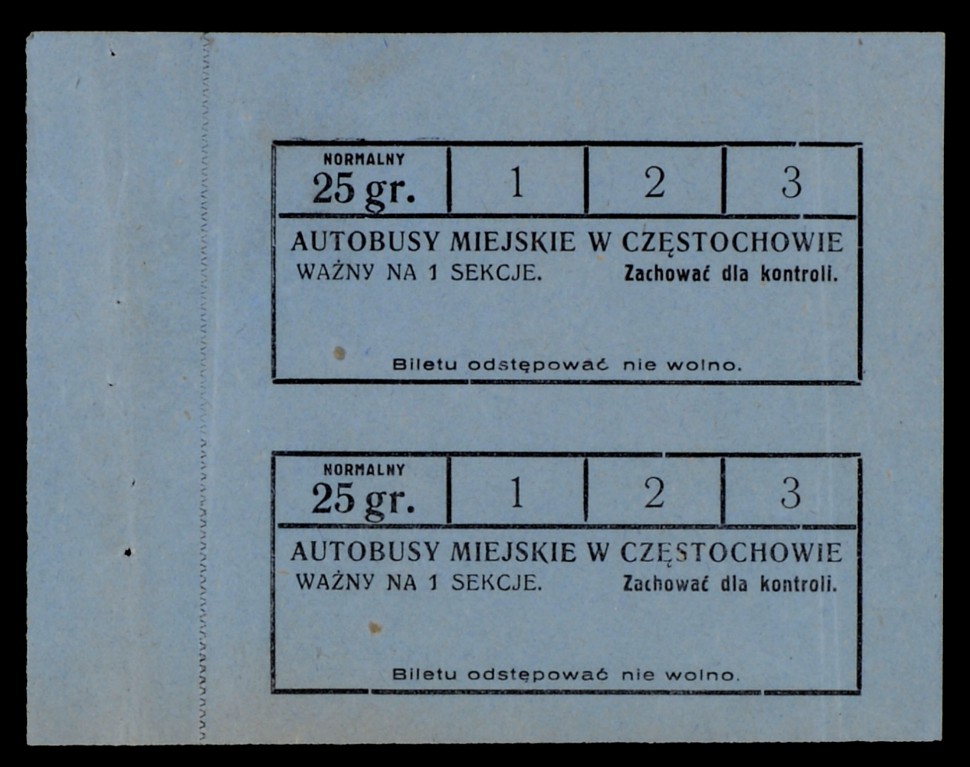 NORMALNY
25 gr. 1 2 3
AUTOBUSY MIEJSKIE W CZĘSTOCHOWIE
WAŻNY NA 1 SEKCJE. Zachować dla kontroli.
Biletu odstępować nie wolno.
NORMALNY
25 gr. 1 2 3
AUTOBUSY MIEJSKIE W CZĘSTOCHOWIE
WAŻNY NA 1 SEKCJE. Zachować dla kontroli.
Biletu odstępować nie wolno.